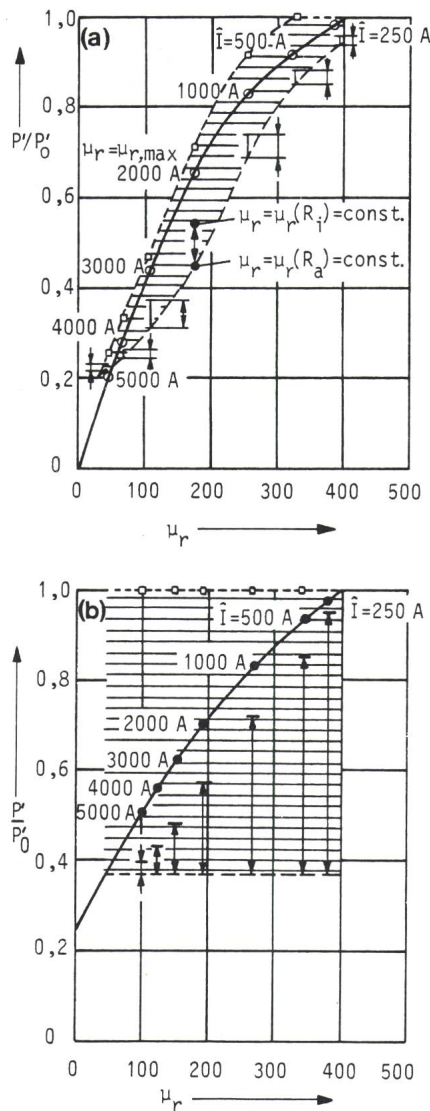 (a)
Î=500 A
Î=250 A
1,0
1000 A
0,8
P'/P'₀
μr=μr,max
2000 A
0,6
μr=μr(Ri)=const.
3000 A
μr=μr(Ra)=const.
0,4
4000 A
0,2
5000 A
0
0 100 200 300 400 500
μr
(b)
1,0
Î=500 A
Î=250 A
0,8
1000 A
2000 A
P'/P'₀
0,6
3000 A
4000 A
5000 A
0,4
0,2
0
0 100 200 300 400 500
μr